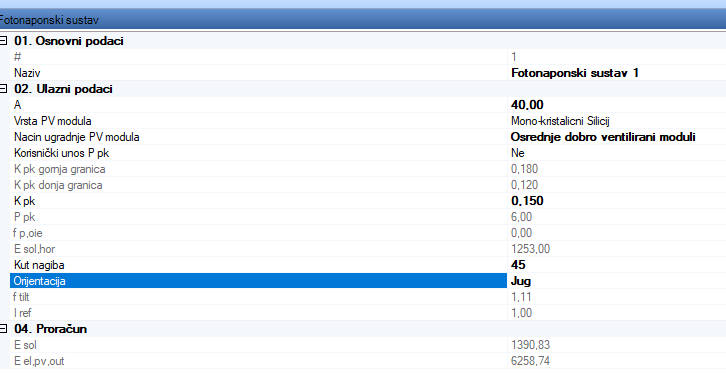 Fotonaponski sustav
01. Osnovni podaci
# 1
Naziv Fotonaponski sustav 1
02. Ulazni podaci
A 40,00
Vrsta PV modula Mono-kristalicni Silicij
Nacin ugradnje PV modula Osrednje dobro ventilirani moduli
Korisnički unos P pk Ne
K pk gornja granica 0,180
K pk donja granica 0,120
K pk 0,150
P pk 6,00
f p,oie 0,00
E sol,hor 1253,00
Kut nagiba 45
Orijentacija Jug
f tilt 1,11
I ref 1,00
04. Proračun
E sol 1390,83
E el,pv,out 6258,74